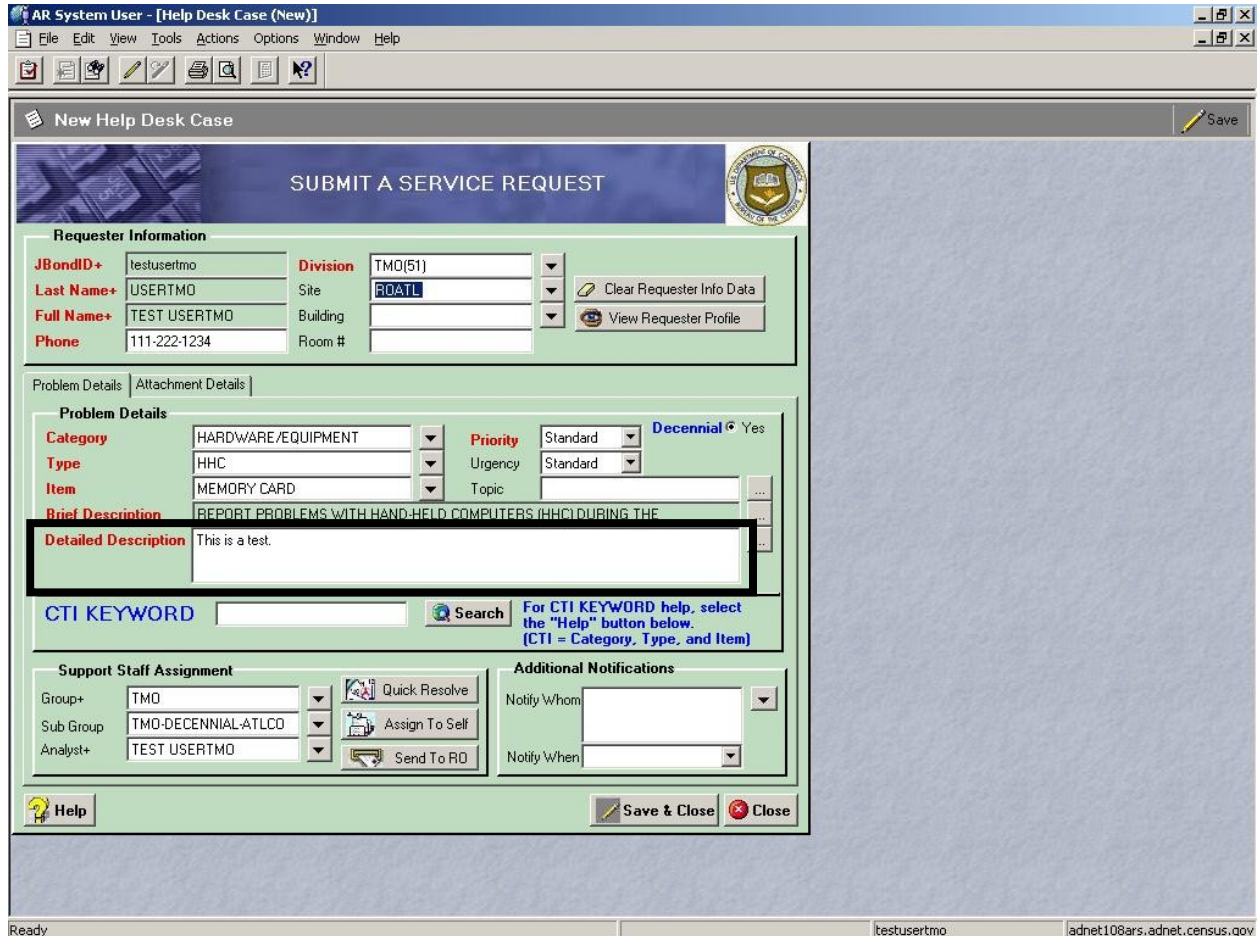 AR System User - [Help Desk Case (New)]
File Edit View Tools Actions Options Window Help
New Help Desk Case
Save
SUBMIT A SERVICE REQUEST
Requester Information
JBondID+ testusertmo Division TMO(51)
Last Name+ USERTMO Site ROATL Clear Requester Info Data
Full Name+ TEST USERTMO Building View Requester Profile
Phone 111-222-1234 Room #
Problem Details Attachment Details
Problem Details
Category HARDWARE/EQUIPMENT Priority Standard Decennial Yes
Type HHC Urgency Standard
Item MEMORY CARD Topic ...
Brief Description REPORT PROBLEMS WITH HAND-HELD COMPUTERS (HHC) DURING THE ...
Detailed Description This is a test. ...
CTI KEYWORD Search For CTI KEYWORD help, select
the "Help" button below.
(CTI = Category, Type, and Item)
Support Staff Assignment
Group+ TMO Quick Resolve
Sub Group TMO-DECENNIAL-ATLCO Assign To Self
Analyst+ TEST USERTMO Send To RO
Additional Notifications
Notify Whom
Notify When
Help Save & Close Close
Ready testusertmo adnet108ars.adnet.census.gov